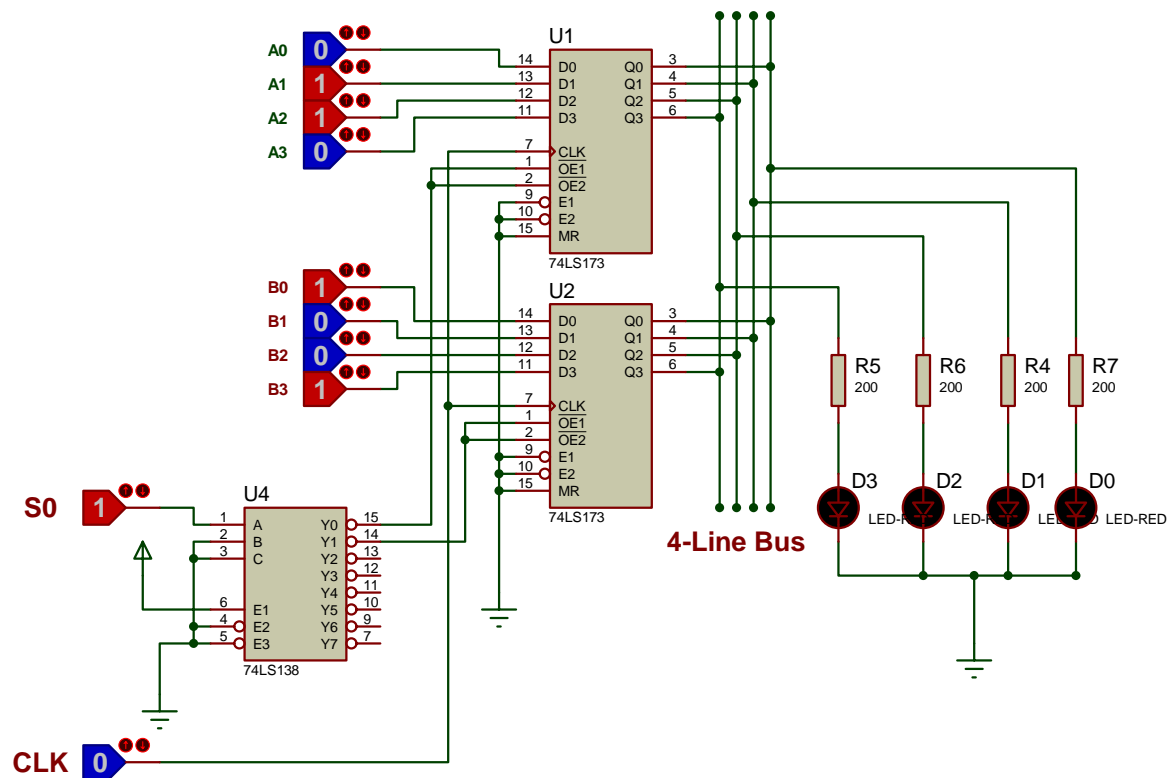 A0 0
A1 1
A2 1
A3 0
U1
14 D0 Q0 3
13 D1 Q1 4
12 D2 Q2 5
11 D3 Q3 6
7 CLK
1 OE1
2 OE2
9 E1
10 E2
15 MR
74LS173
B0 1
B1 0
B2 0
B3 1
U2
14 D0 Q0 3
13 D1 Q1 4
12 D2 Q2 5
11 D3 Q3 6
7 CLK
1 OE1
2 OE2
9 E1
10 E2
15 MR
74LS173
R5 R6 R4 R7
200 200 200 200
D3 D2 D1 D0
LED-RED
4-Line Bus
S0 1
U4
1 A Y0 15
2 B Y1 14
3 C Y2 13
Y3 12
Y4 11
6 E1 Y5 10
4 E2 Y6 9
5 E3 Y7 7
74LS138
CLK 0